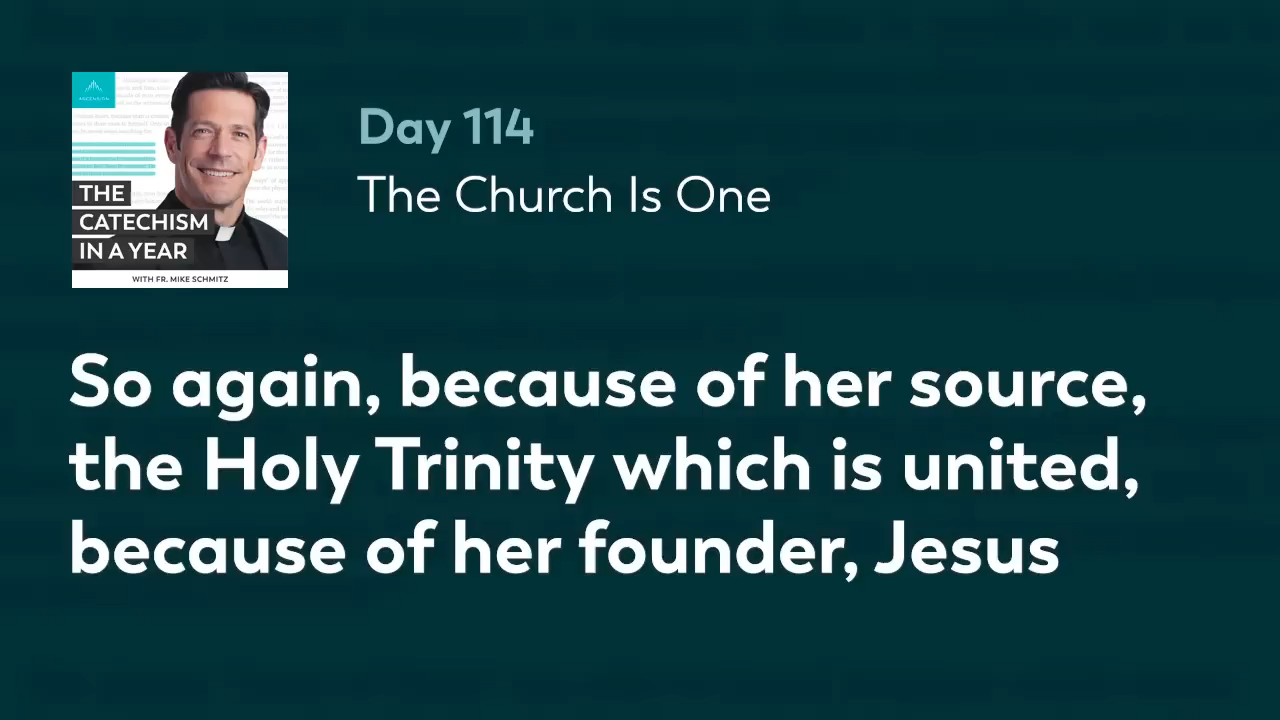 ASCENSION
THE
CATECHISM
IN A YEAR
WITH FR. MIKE SCHMITZ
Day 114
The Church Is One
So again, because of her source,
the Holy Trinity which is united,
because of her founder, Jesus